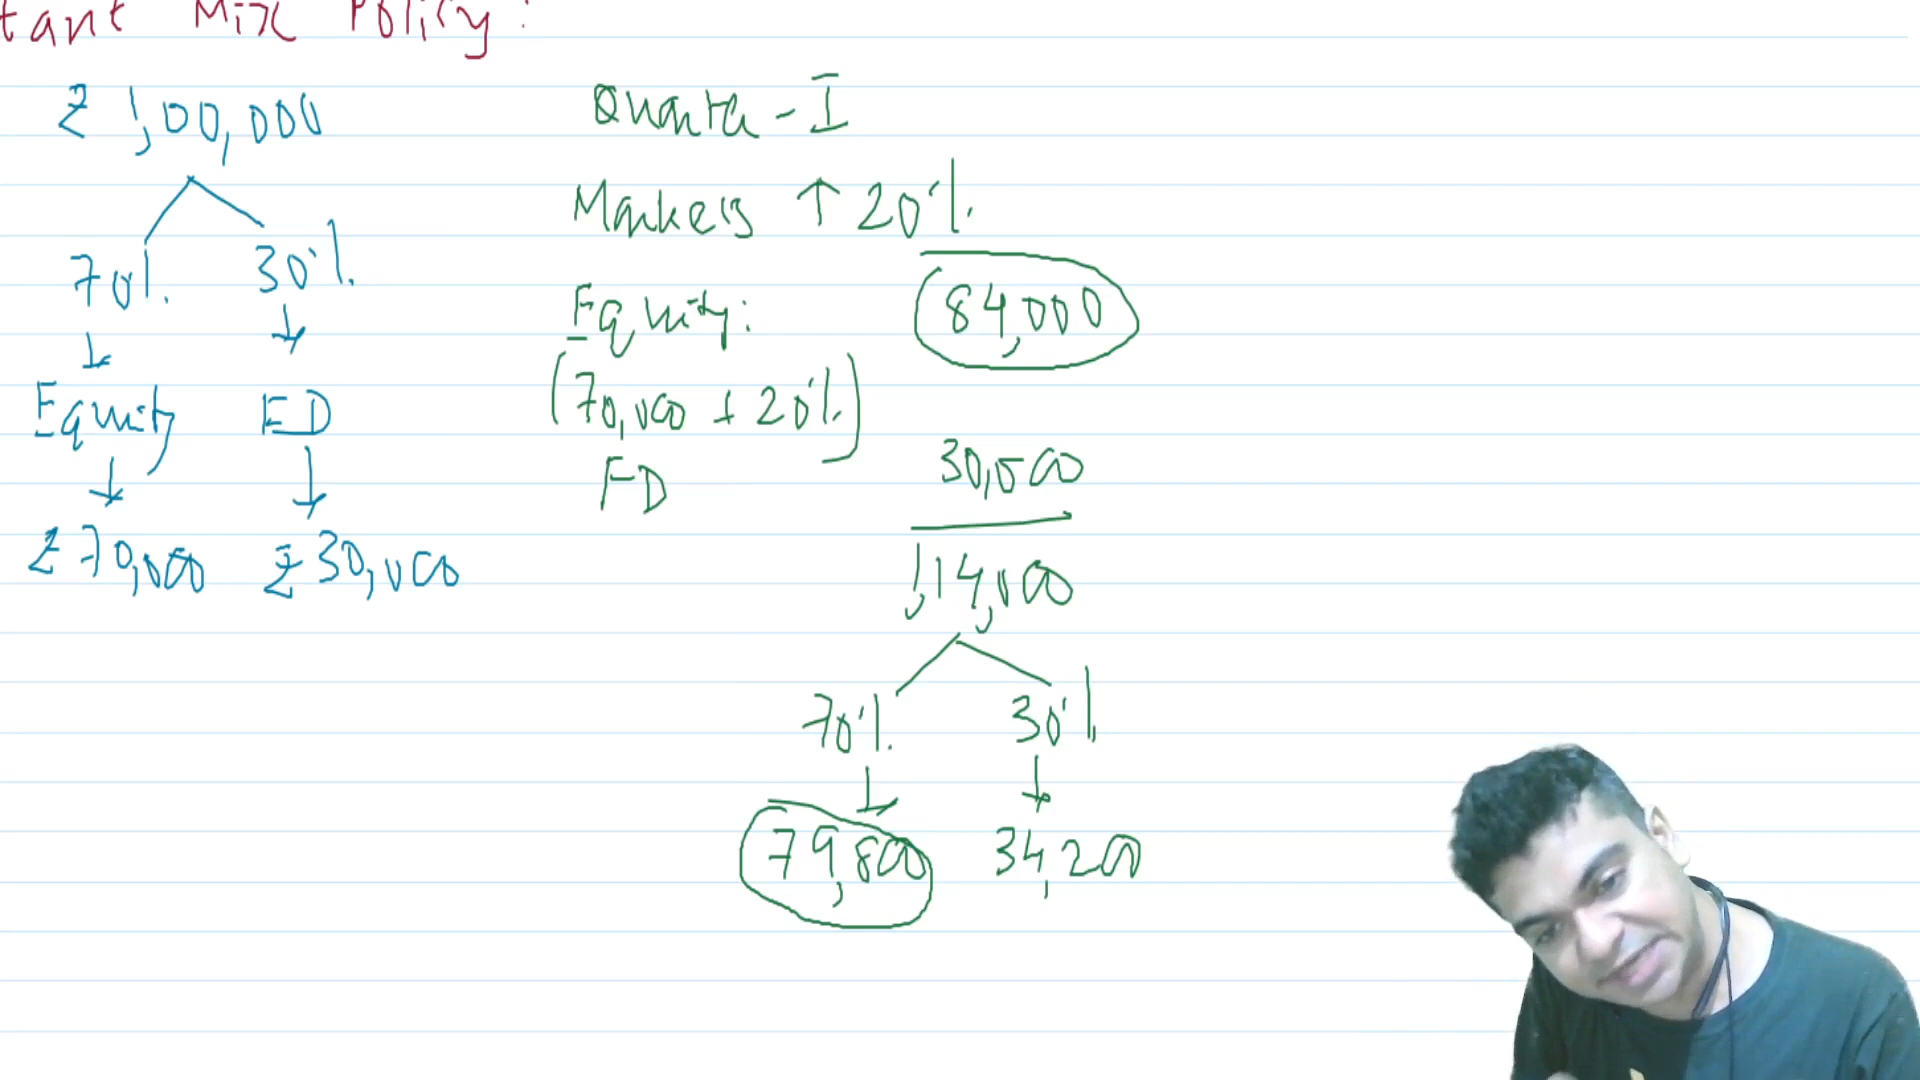 tant Mix Policy:
₹ 1,00,000
70%. 30%.
Equity FD
₹ 70,000 ₹ 30,000
Quarter - I
Markets ↑ 20%.
Equity: 84,000
(70,000 + 20%.)
FD 30,000
1,14,000
70%. 30%.
79,800 34,200